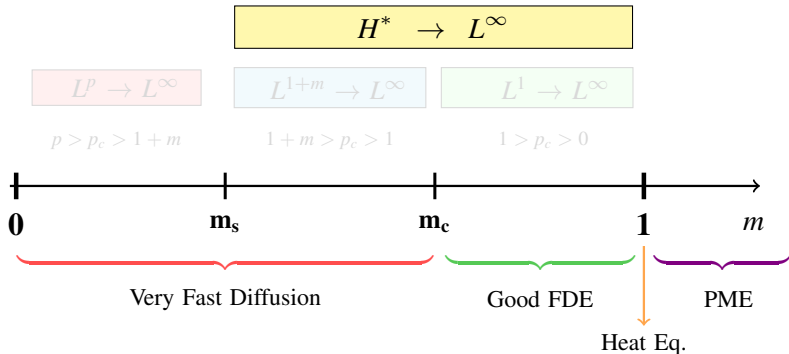 H* → L^∞
L^p → L^∞ L^{1+m} → L^∞ L^1 → L^∞
p > p_c > 1 + m 1 + m > p_c > 1 1 > p_c > 0
0 m_s m_c 1 m
Very Fast Diffusion Good FDE PME
Heat Eq.